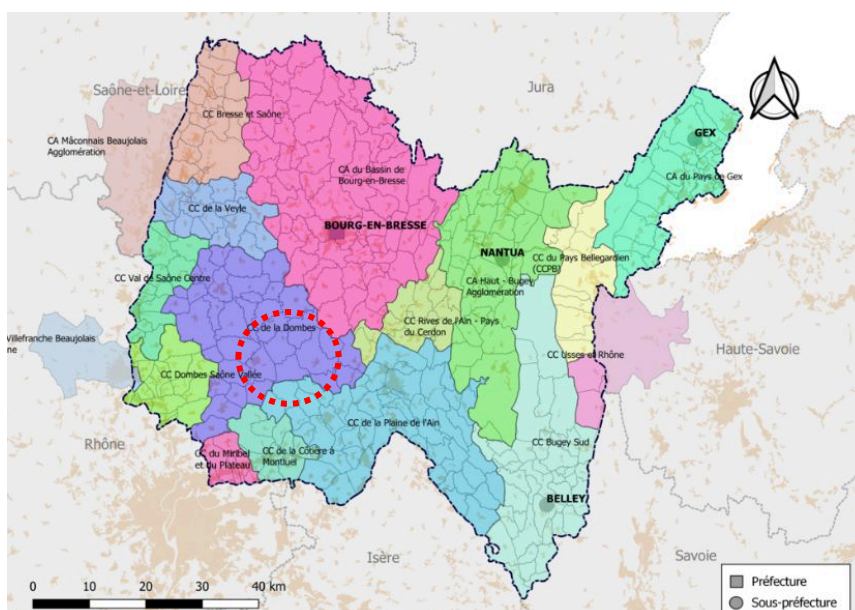 Saône-et-Loire
Jura
CC Bresse et Saône
CA Mâconnais Beaujolais
Agglomération
GEX
CA du Bassin de
Bourg-en-Bresse
CA du Pays de Gex
CC de la Veyle
BOURG-EN-BRESSE
NANTUA
CC du Pays Bellegardien
(CCPB)
CC Val de Saône Centre
CA Haut - Bugey
Agglomération
CC de la Dombes
CC Rives de l'Ain - Pays
du Cerdon
Villefranche Beaujolais
ne
CC Usses et Rhône
Haute-Savoie
CC Dombes Saône Vallée
CC de la Plaine de l'Ain
Rhône
CC Bugey Sud
CC du Miribel
et du Plateau
CC de la Côtière à
Montluel
BELLEY
Isère
Savoie
0 10 20 30 40 km
Préfecture
Sous-préfecture